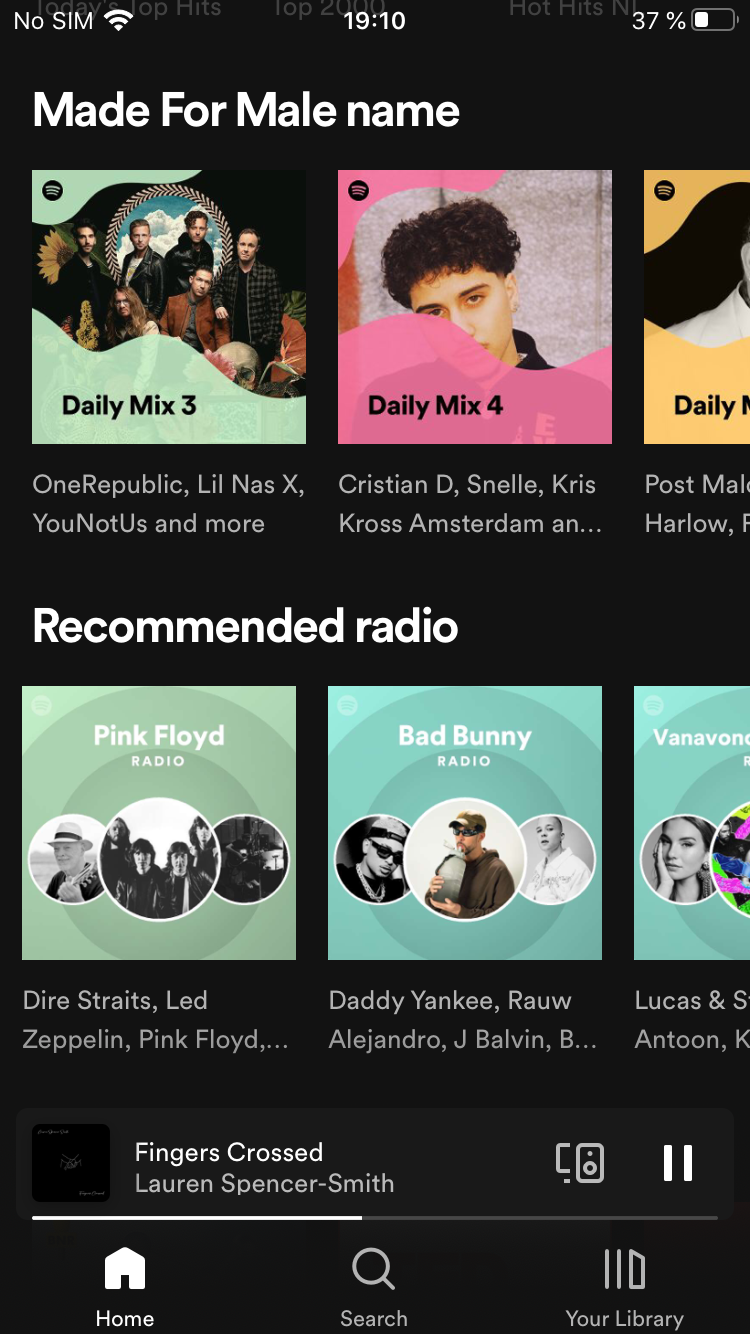 Today's Top Hits Top 2000 Hot Hits NL
No SIM 19:10 37 %
Made For Male name
Daily Mix 3
Daily Mix 4
Daily M
OneRepublic, Lil Nas X,
YouNotUs and more
Cristian D, Snelle, Kris
Kross Amsterdam an...
Post Malo
Harlow, P
Recommended radio
Pink Floyd
RADIO
Bad Bunny
RADIO
Vanavond
R
Dire Straits, Led
Zeppelin, Pink Floyd,...
Daddy Yankee, Rauw
Alejandro, J Balvin, B...
Lucas & S
Antoon, K
Fingers Crossed
Lauren Spencer-Smith
Home
Search
Your Library